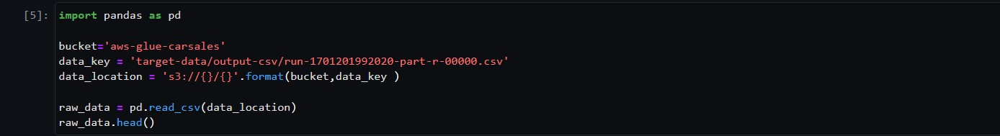 [5]: import pandas as pd
bucket='aws-glue-carsales'
data_key = 'target-data/output-csv/run-1701201992020-part-r-00000.csv'
data_location = 's3://{}/{}'.format(bucket,data_key )
raw_data = pd.read_csv(data_location)
raw_data.head()